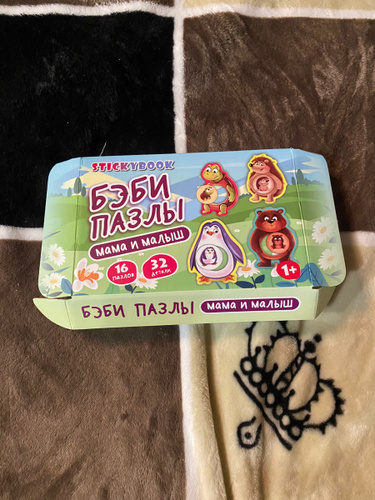 STICKYBOOK
БЭБИ
ПАЗЛЫ
МАМА И МАЛЫШ
16
ПАЗЛОВ
32
ДЕТАЛИ
1+
БЭБИ ПАЗЛЫ МАМА И МАЛЫШ